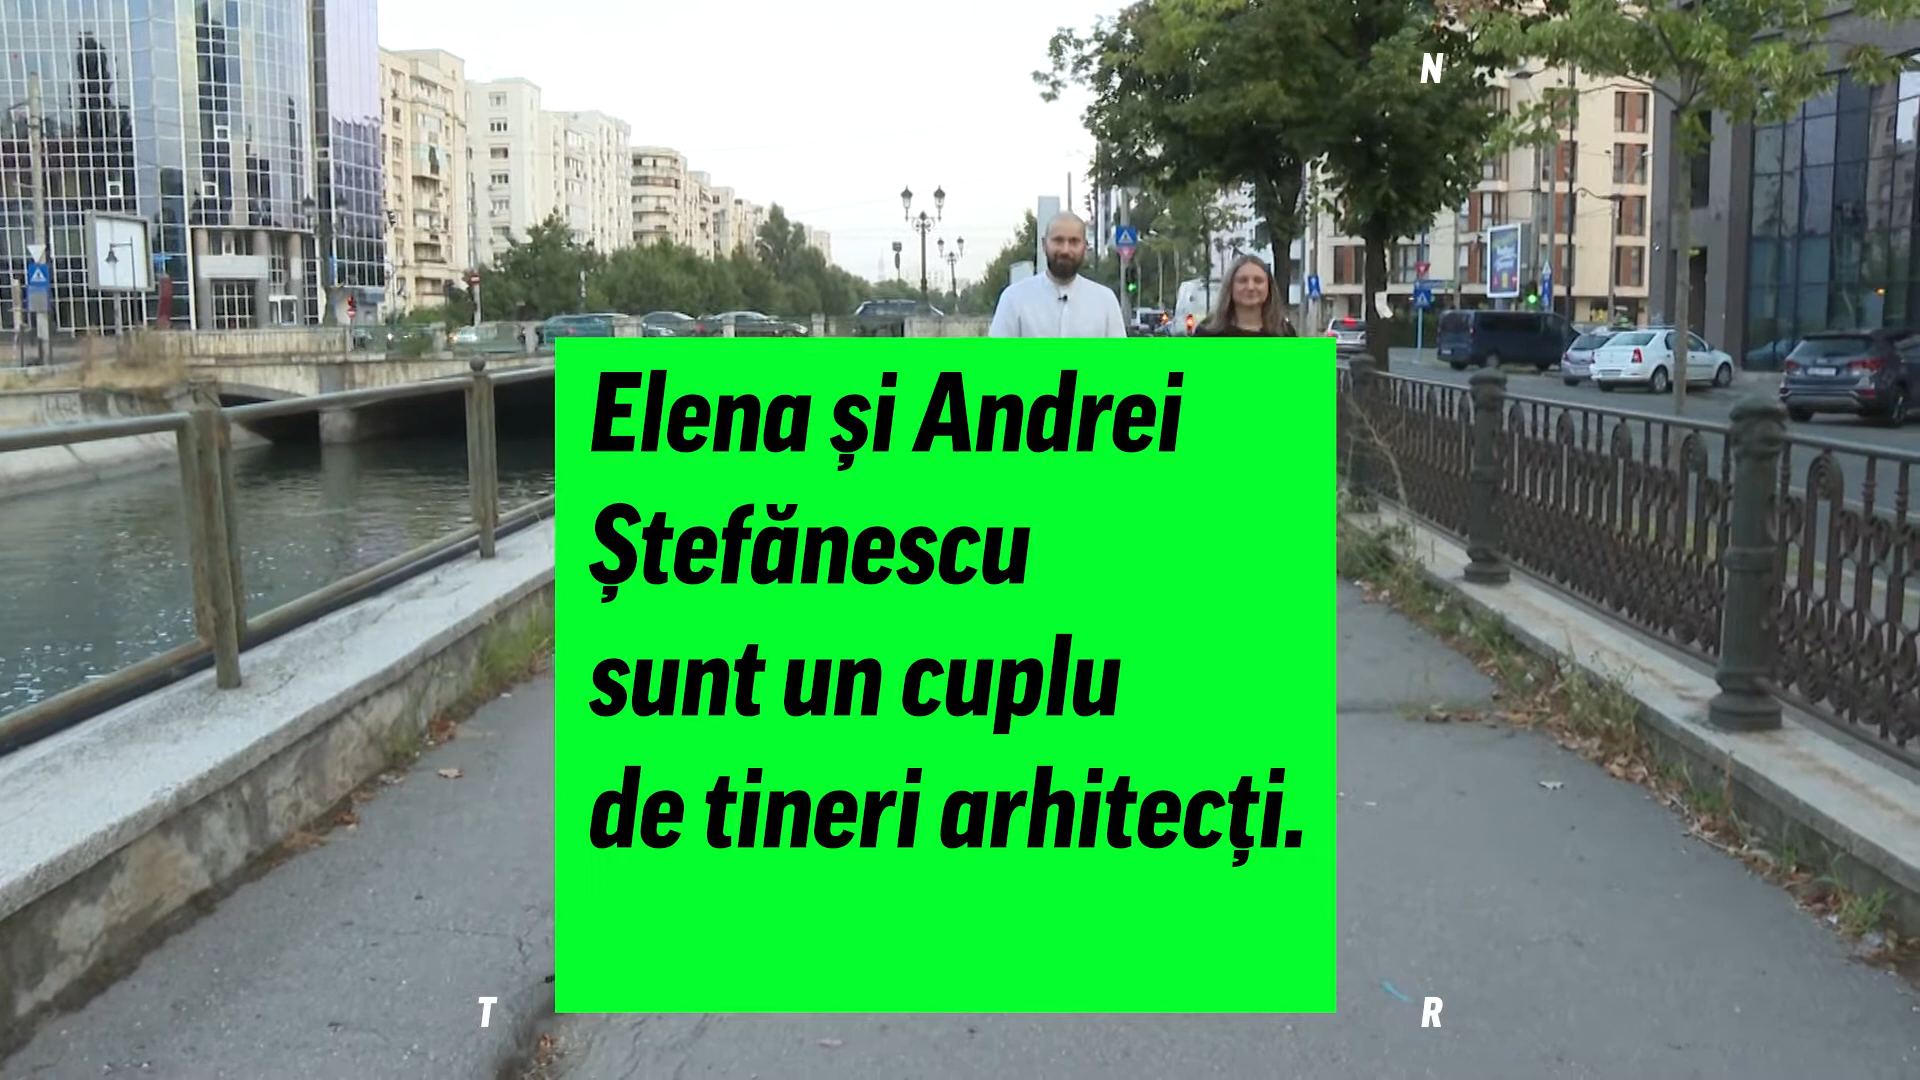 N
Elena și Andrei
Ștefănescu
sunt un cuplu
de tineri arhitecți.
T
R